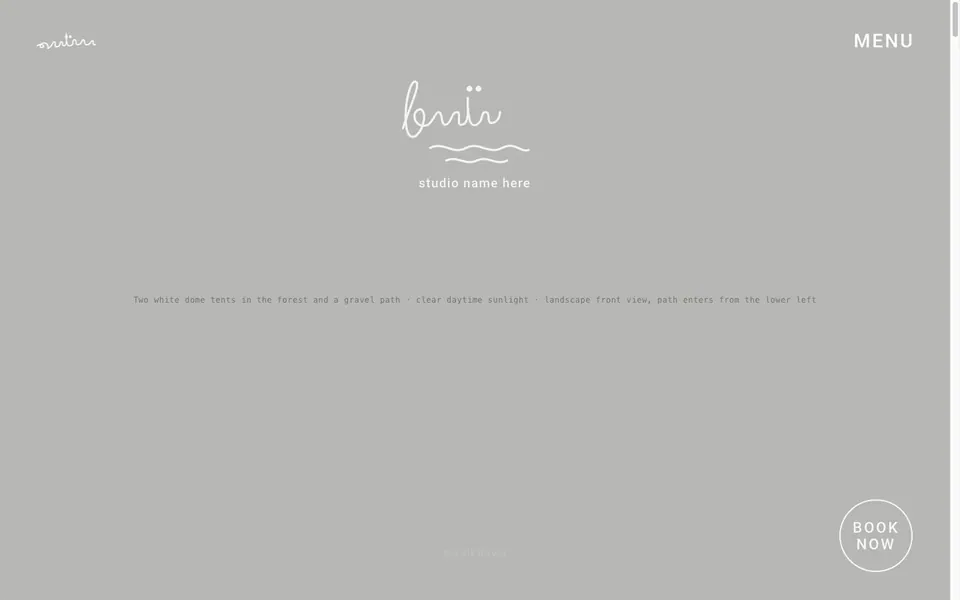 MENU
studio name here
Two white dome tents in the forest and a gravel path · clear daytime sunlight · landscape front view, path enters from the lower left
BOOK
NOW